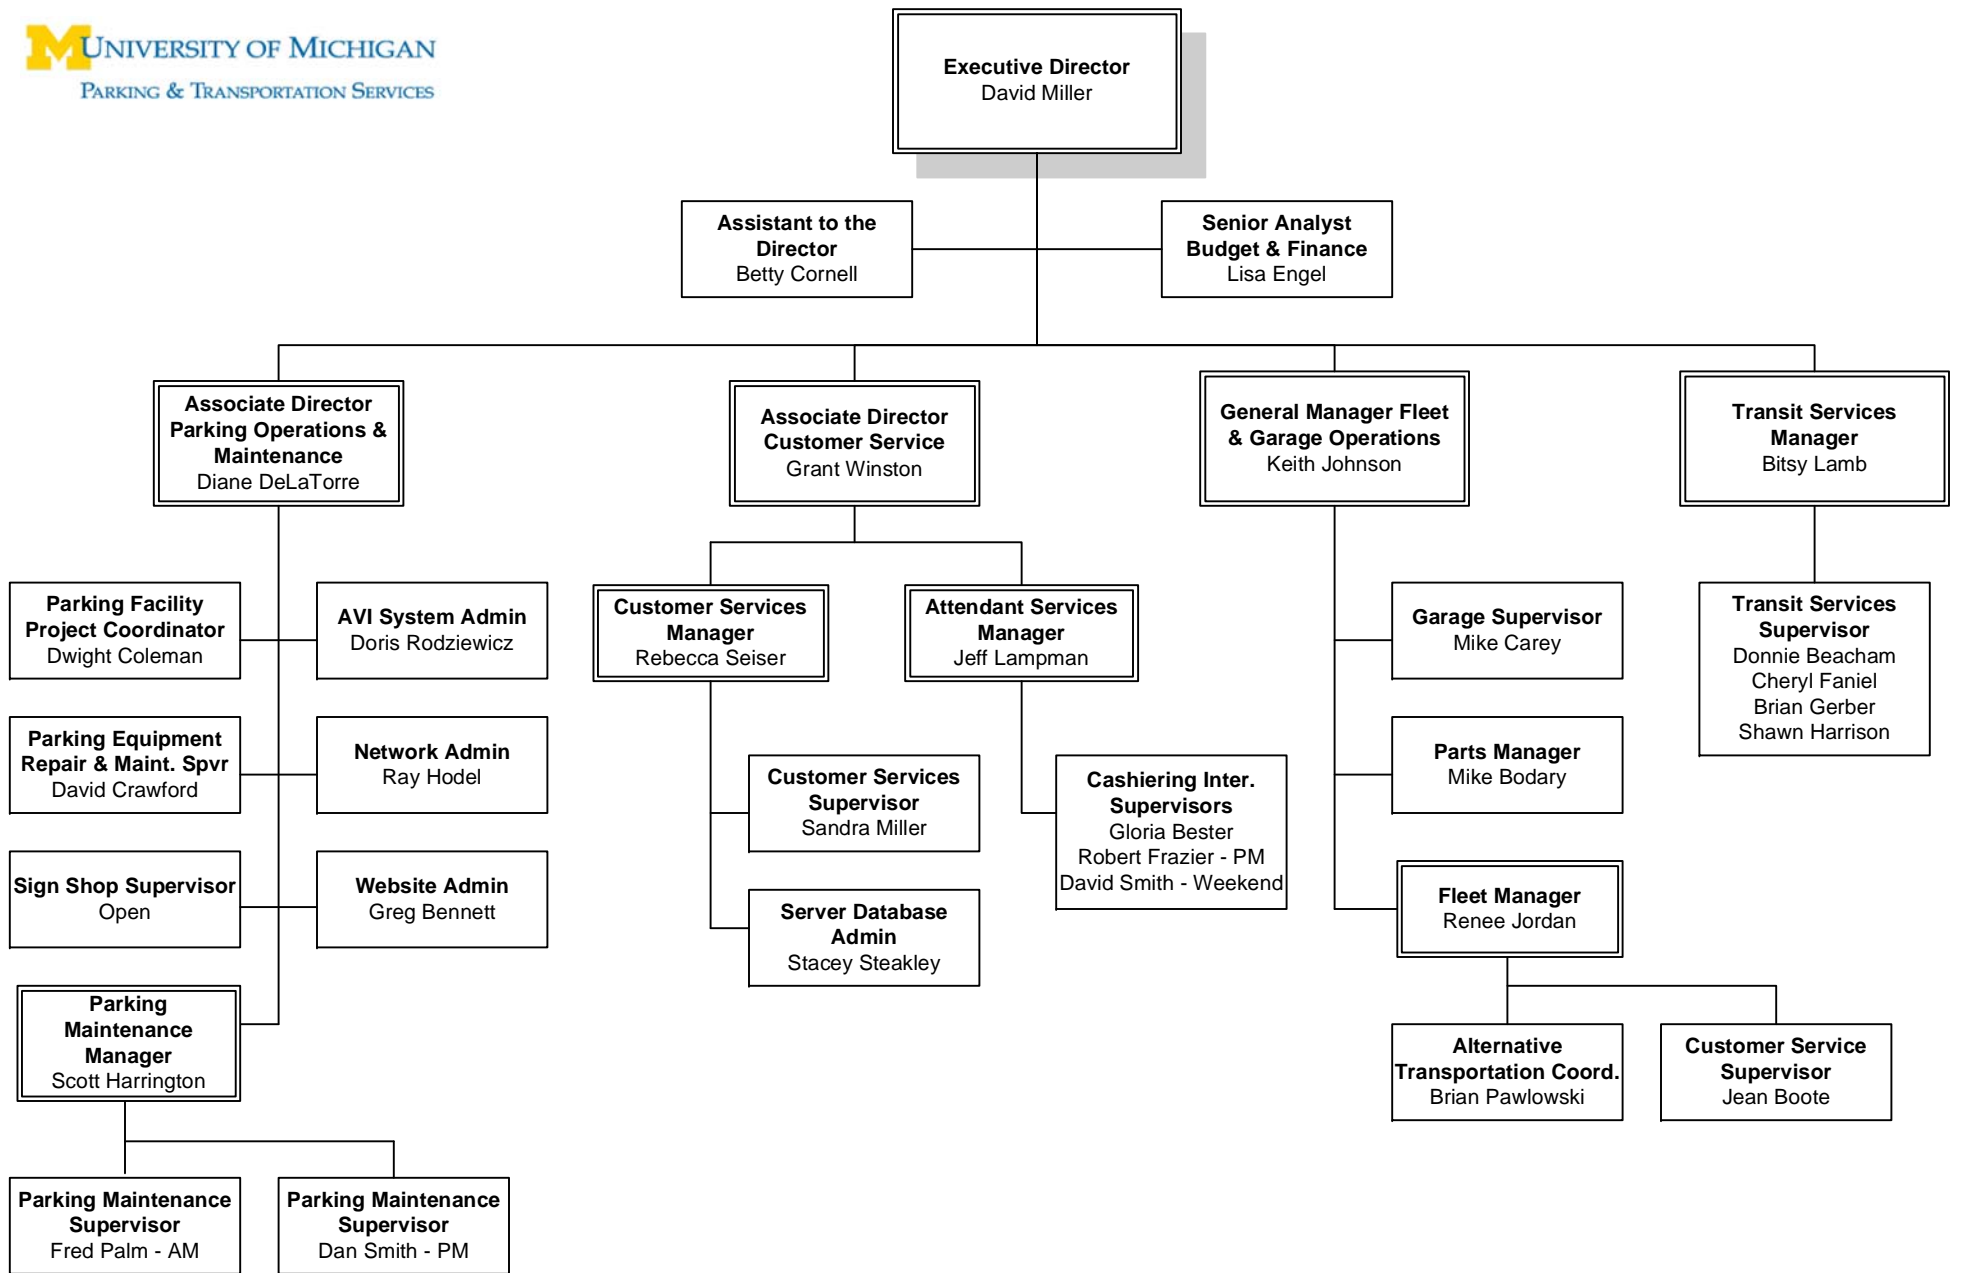 UNIVERSITY OF MICHIGAN
PARKING & TRANSPORTATION SERVICES
Executive Director
David Miller
Assistant to the
Director
Betty Cornell
Senior Analyst
Budget & Finance
Lisa Engel
Associate Director
Parking Operations &
Maintenance
Diane DeLaTorre
Associate Director
Customer Service
Grant Winston
General Manager Fleet
& Garage Operations
Keith Johnson
Transit Services
Manager
Bitsy Lamb
Parking Facility
Project Coordinator
Dwight Coleman
AVI System Admin
Doris Rodziewicz
Customer Services
Manager
Rebecca Seiser
Attendant Services
Manager
Jeff Lampman
Garage Supervisor
Mike Carey
Transit Services
Supervisor
Donnie Beacham
Cheryl Faniel
Brian Gerber
Shawn Harrison
Parking Equipment
Repair & Maint. Spvr
David Crawford
Network Admin
Ray Hodel
Customer Services
Supervisor
Sandra Miller
Cashiering Inter.
Supervisors
Gloria Bester
Robert Frazier - PM
David Smith - Weekend
Parts Manager
Mike Bodary
Sign Shop Supervisor
Open
Website Admin
Greg Bennett
Server Database
Admin
Stacey Steakley
Fleet Manager
Renee Jordan
Parking
Maintenance
Manager
Scott Harrington
Alternative
Transportation Coord.
Brian Pawlowski
Customer Service
Supervisor
Jean Boote
Parking Maintenance
Supervisor
Fred Palm - AM
Parking Maintenance
Supervisor
Dan Smith - PM